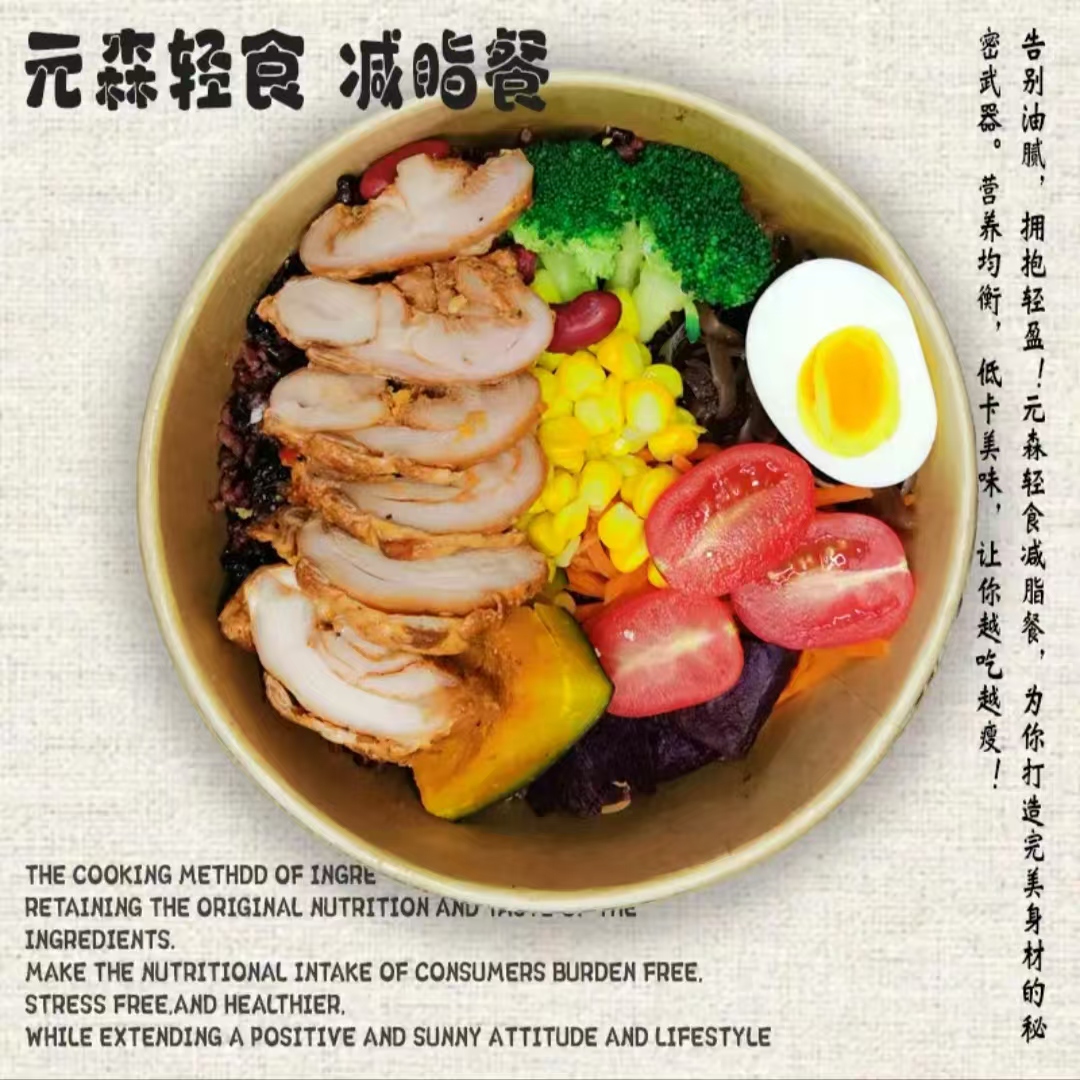 元森轻食 减脂餐
告别油腻，拥抱轻盈！元森轻食减脂餐，为你打造完美身材的秘
密武器。营养均衡，低卡美味，让你越吃越瘦！
THE COOKING METHDD OF INGRE
RETAINING THE ORIGINAL NUTRITION AND TASTE OF THE
INGREDIENTS.
MAKE THE NUTRITIONAL INTAKE OF CONSUMERS BURDEN FREE,
STRESS FREE,AND HEALTHIER,
WHILE EXTENDING A POSITIVE AND SUNNY ATTITUDE AND LIFESTYLE